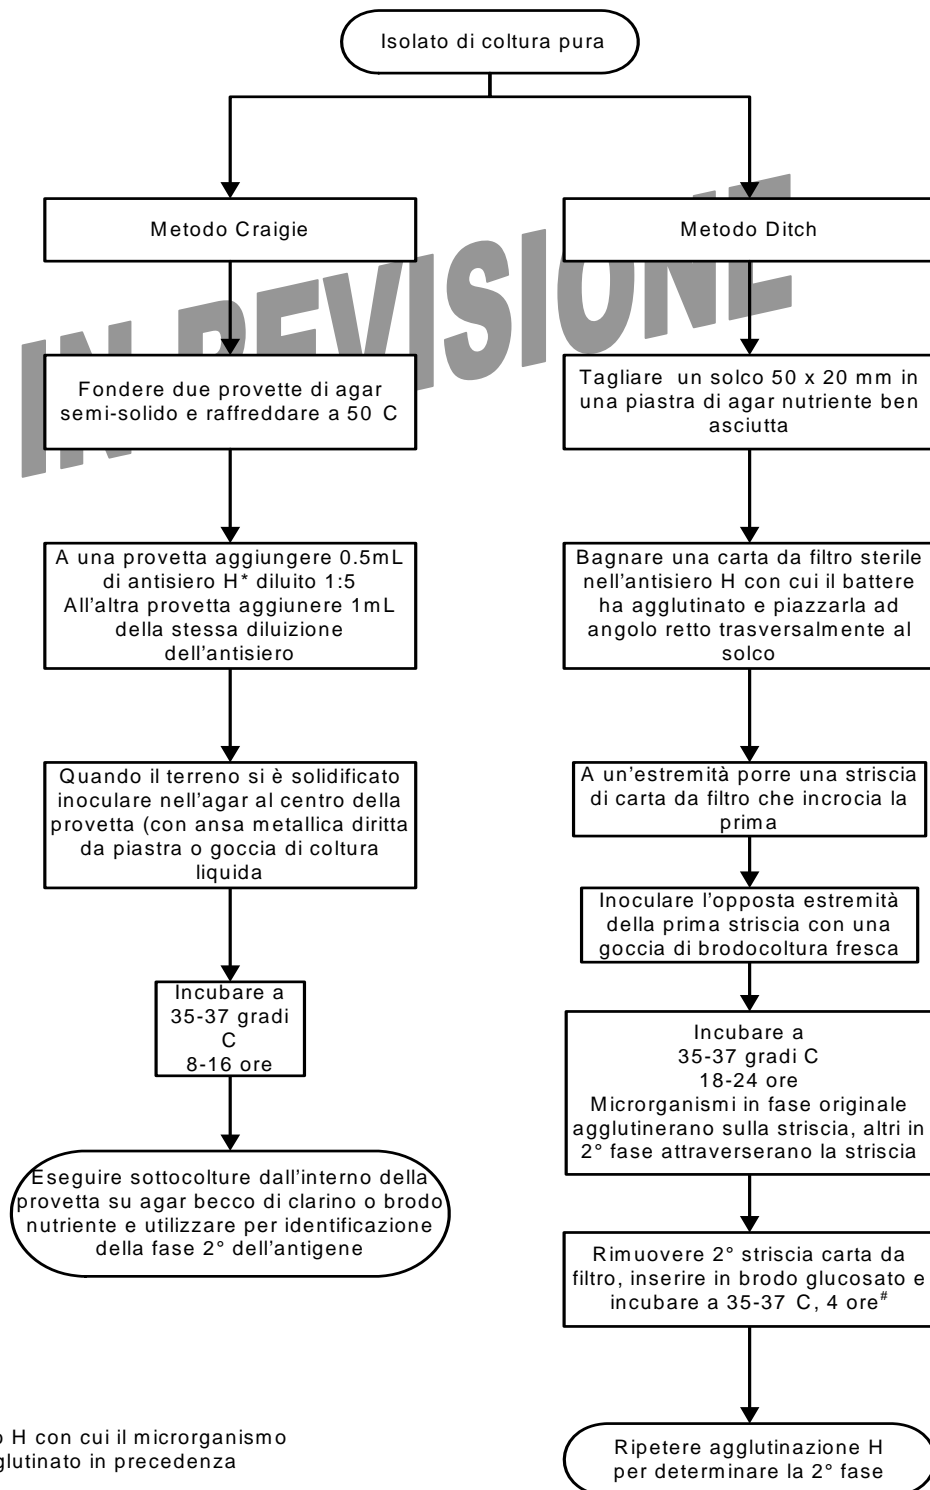 Isolato di coltura pura
Metodo Craigie
Metodo Ditch
IN REVISIONE
Fondere due provette di agar
semi-solido e raffreddare a 50 C
Tagliare un solco 50 x 20 mm in
una piastra di agar nutriente ben
asciutta
A una provetta aggiungere 0.5mL
di antisiero H* diluito 1:5
All'altra provetta aggiunere 1mL
della stessa diluizione
dell'antisiero
Bagnare una carta da filtro sterile
nell'antisiero H con cui il battere
ha agglutinato e piazzarla ad
angolo retto trasversalmente al
solco
Quando il terreno si è solidificato
inoculare nell'agar al centro della
provetta (con ansa metallica diritta
da piastra o goccia di coltura
liquida
A un'estremità porre una striscia
di carta da filtro che incrocia la
prima
Inoculare l'opposta estremità
della prima striscia con una
goccia di brodocoltura fresca
Incubare a
35-37 gradi
C
8-16 ore
Incubare a
35-37 gradi C
18-24 ore
Microrganismi in fase originale
agglutinerano sulla striscia, altri in
2° fase attraverserano la striscia
Eseguire sottocolture dall'interno della
provetta su agar becco di clarino o brodo
nutriente e utilizzare per identificazione
della fase 2° dell'antigene
Rimuovere 2° striscia carta da
filtro, inserire in brodo glucosato e
incubare a 35-37 C, 4 ore#
o H con cui il microrganismo
glutinato in precedenza
Ripetere agglutinazione H
per determinare la 2° fase